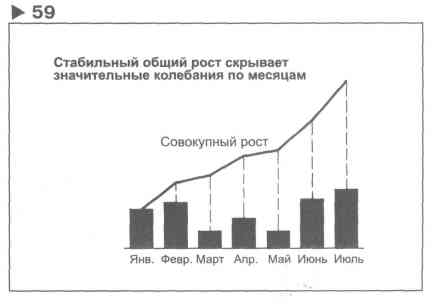 ▶ 59
Стабильный общий рост скрывает
значительные колебания по месяцам
Совокупный рост
Янв. Февр. Март Апр. Май Июнь Июль